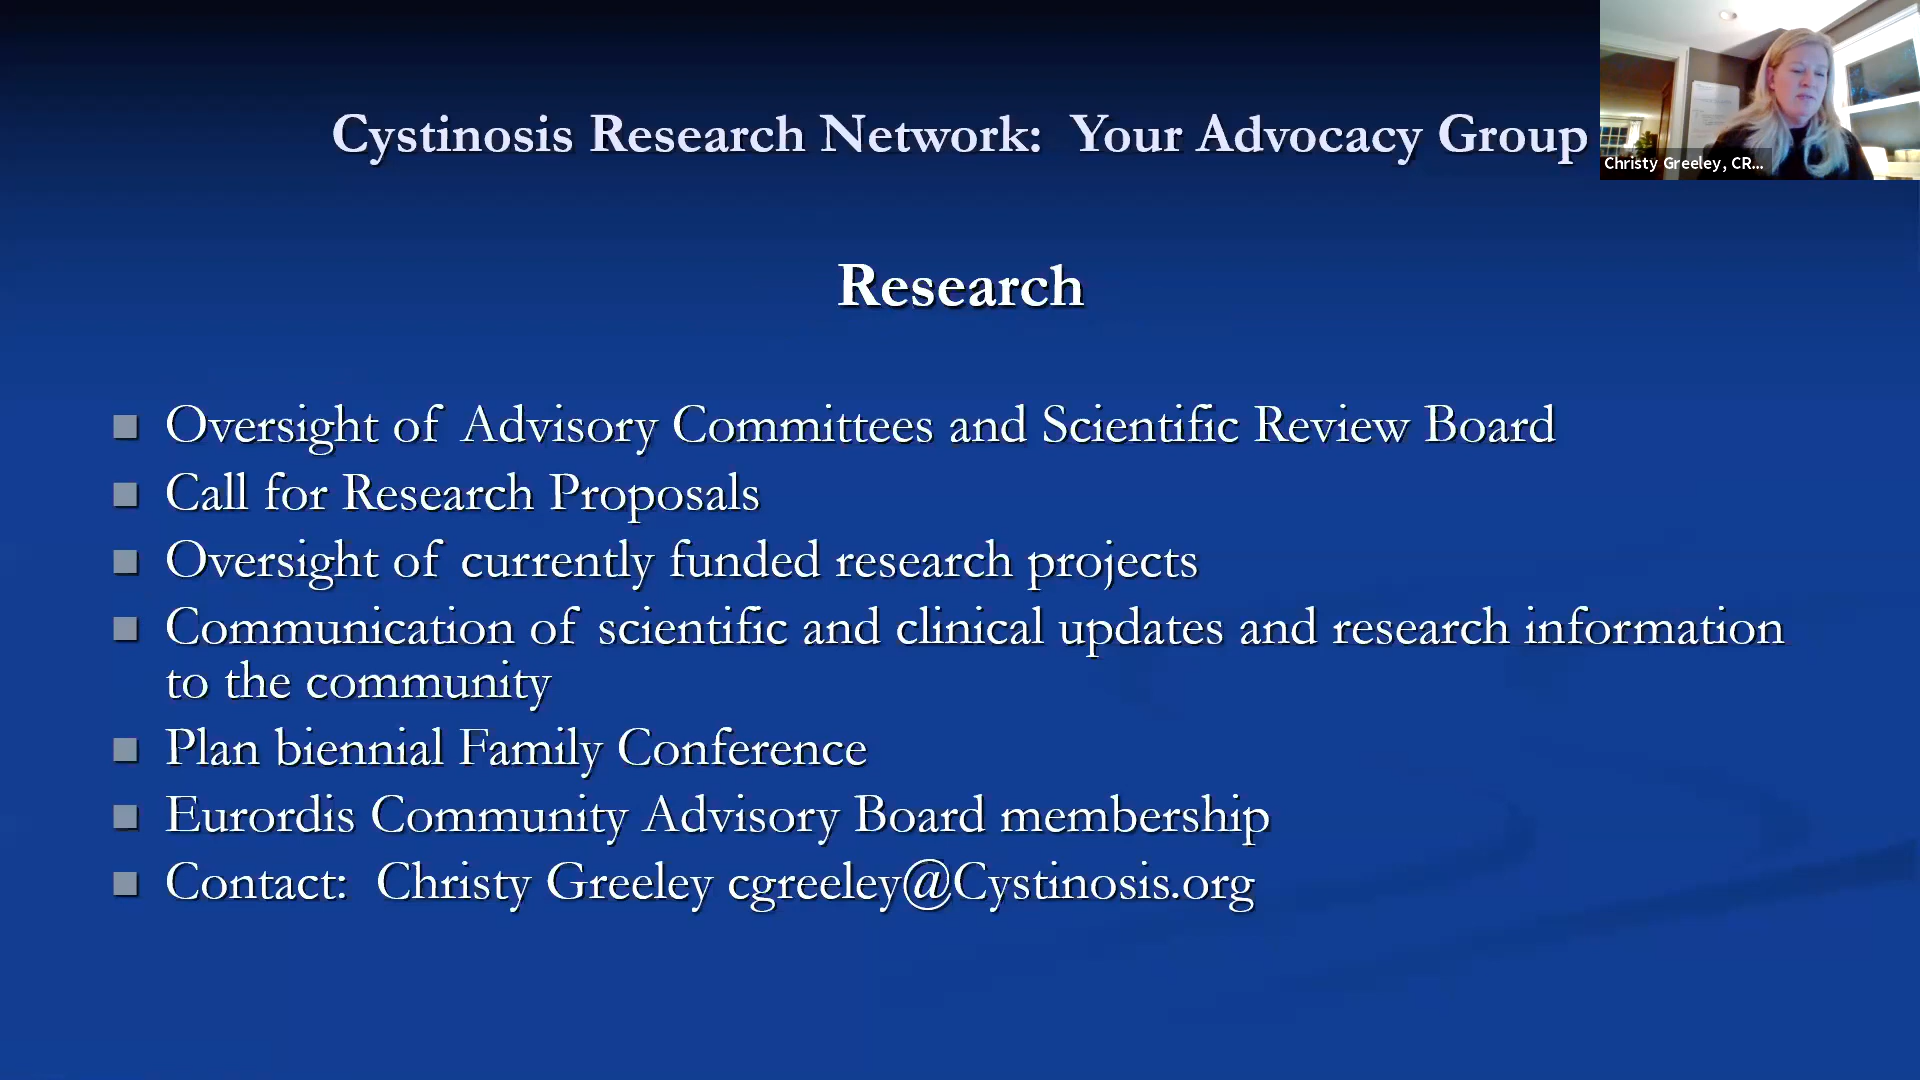 Cystinosis Research Network:  Your Advocacy Group
Christy Greeley, CR...
Research
Oversight of Advisory Committees and Scientific Review Board
Call for Research Proposals
Oversight of currently funded research projects
Communication of scientific and clinical updates and research information
to the community
Plan biennial Family Conference
Eurordis Community Advisory Board membership
Contact:  Christy Greeley cgreeley@Cystinosis.org